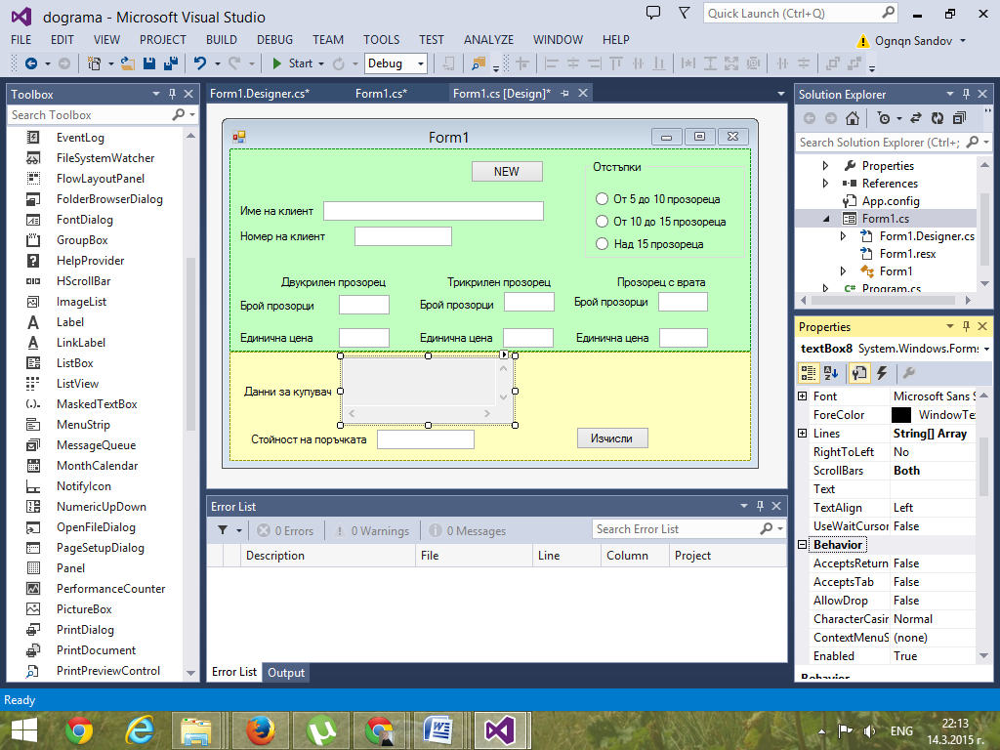 dograma - Microsoft Visual Studio
Quick Launch (Ctrl+Q)
FILE EDIT VIEW PROJECT BUILD DEBUG TEAM TOOLS TEST ANALYZE WINDOW HELP
Ognqn Sandov
Start
Debug
Toolbox
Search Toolbox
EventLog
FileSystemWatcher
FlowLayoutPanel
FolderBrowserDialog
FontDialog
GroupBox
HelpProvider
HScrollBar
ImageList
Label
LinkLabel
ListBox
ListView
MaskedTextBox
MenuStrip
MessageQueue
MonthCalendar
NotifyIcon
NumericUpDown
OpenFileDialog
PageSetupDialog
Panel
PerformanceCounter
PictureBox
PrintDialog
PrintDocument
PrintPreviewControl
Form1.Designer.cs* Form1.cs* Form1.cs [Design]*
Form1
NEW
Отстъпки
От 5 до 10 прозореца
От 10 до 15 прозореца
Над 15 прозореца
Име на клиент
Номер на клиент
Двукрилен прозорец Трикрилен прозорец Прозорец с врата
Брой прозорци Брой прозорци Брой прозорци
Единична цена Единична цена Единична цена
Данни за купувач
Стойност на поръчката
Изчисли
Error List
0 Errors 0 Warnings 0 Messages
Search Error List
Description File Line Column Project
Error List Output
Solution Explorer
Search Solution Explorer (Ctrl+;
Properties
References
App.config
Form1.cs
Form1.Designer.cs
Form1.resx
Form1
Program.cs
Properties
textBox8 System.Windows.Forms
Font Microsoft Sans S
ForeColor WindowTex
Lines String[] Array
RightToLeft No
ScrollBars Both
Text
TextAlign Left
UseWaitCursor False
Behavior
AcceptsReturn False
AcceptsTab False
AllowDrop False
CharacterCasin Normal
ContextMenuS (none)
Enabled True
Behavior
Ready
ENG
22:13
14.3.2015 г.